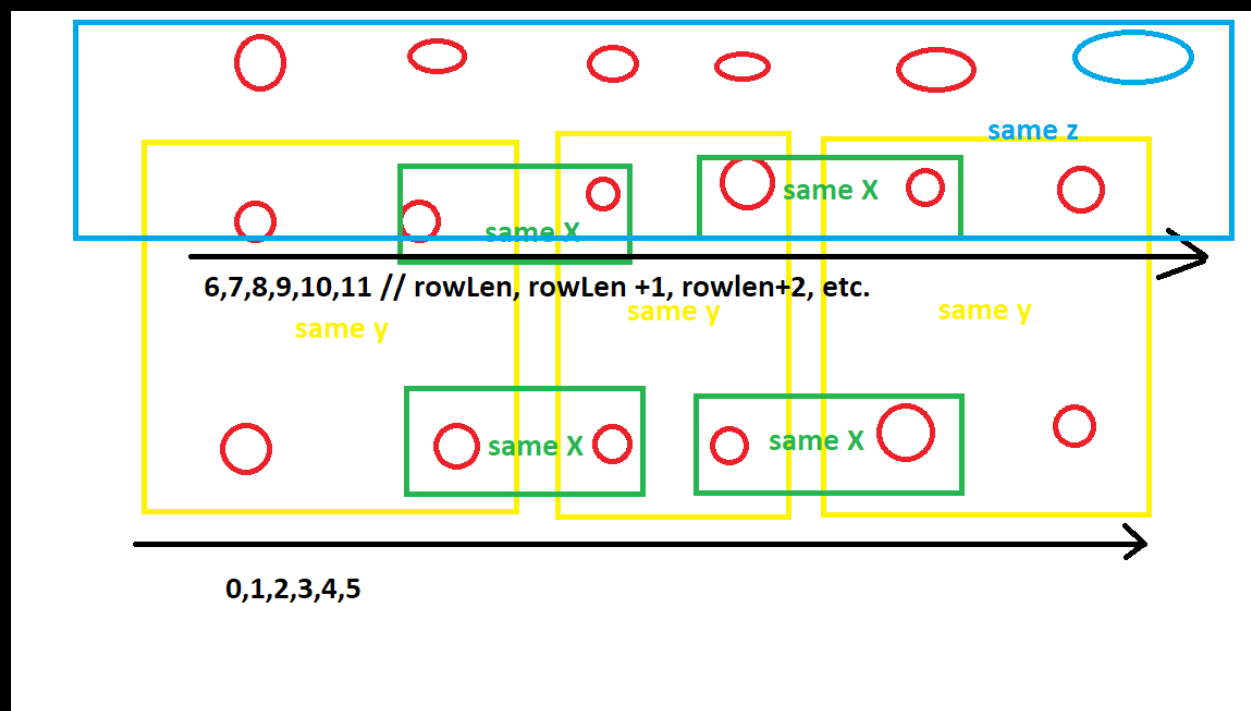 same z
same X
same X
6,7,8,9,10,11 // rowLen, rowLen +1, rowlen+2, etc.
same y
same y
same y
same X
same X
0,1,2,3,4,5